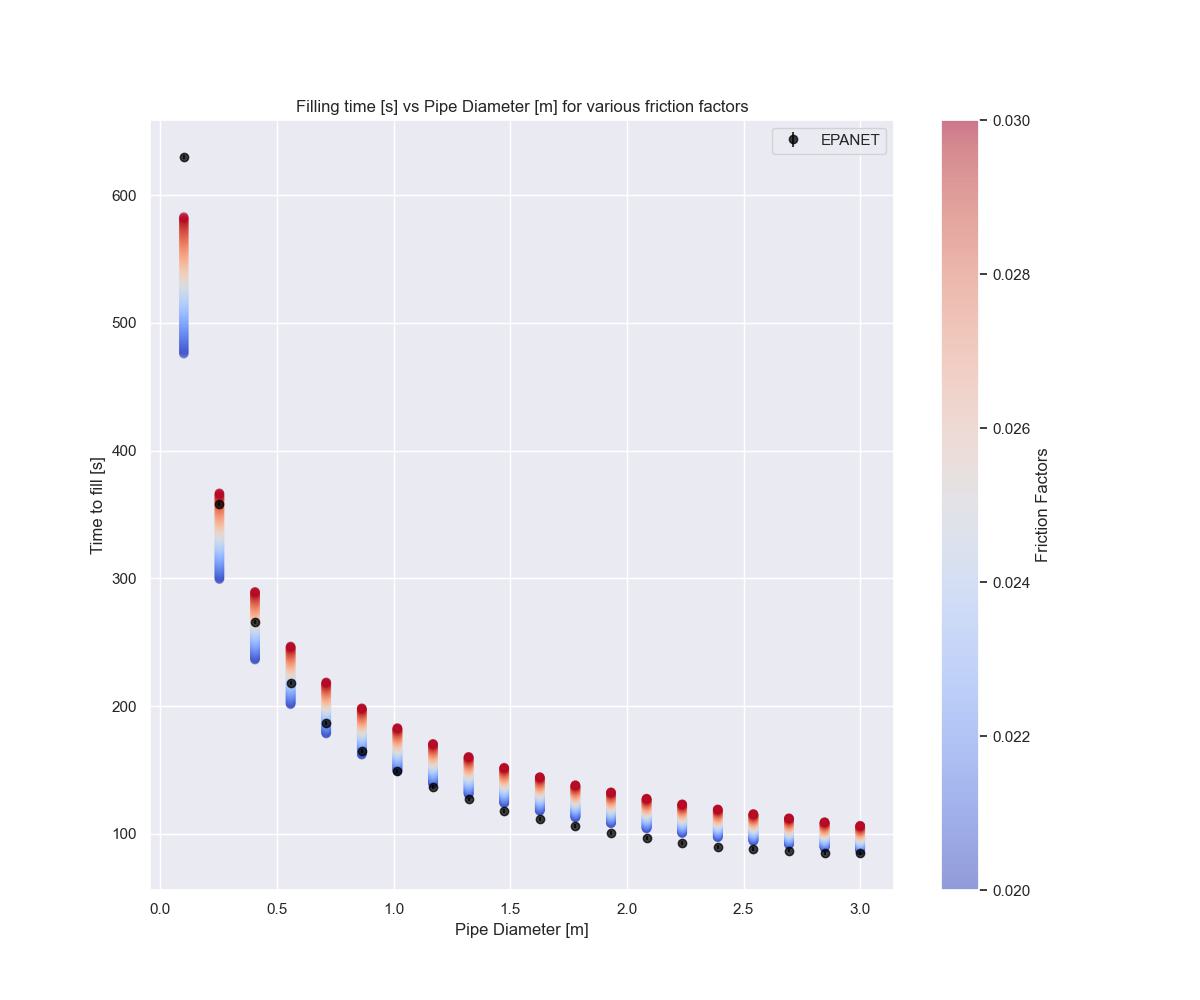 Filling time [s] vs Pipe Diameter [m] for various friction factors
EPANET
Time to fill [s]
600
500
400
300
200
100
0.0 0.5 1.0 1.5 2.0 2.5 3.0
Pipe Diameter [m]
0.030
0.028
0.026
0.024
0.022
0.020
Friction Factors